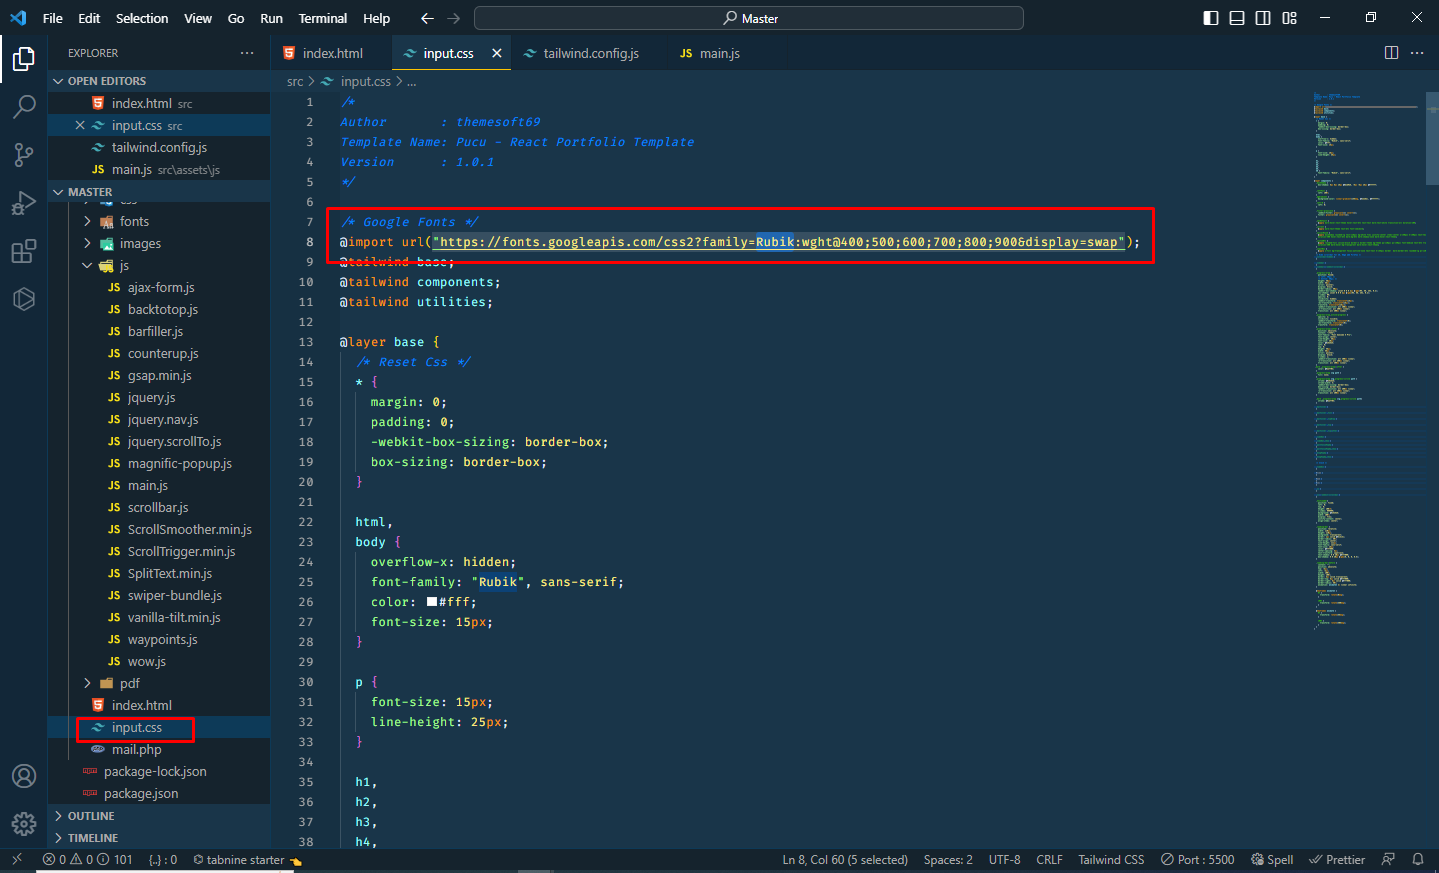 File Edit Selection View Go Run Terminal Help Master
EXPLORER
OPEN EDITORS
index.html src
input.css src
tailwind.config.js
main.js src\assets\js
MASTER
css
fonts
images
js
JS ajax-form.js
JS backtotop.js
JS barfiller.js
JS counterup.js
JS gsap.min.js
JS jquery.js
JS jquery.nav.js
JS jquery.scrollTo.js
JS magnific-popup.js
JS main.js
JS scrollbar.js
JS ScrollSmoother.min.js
JS ScrollTrigger.min.js
JS SplitText.min.js
JS swiper-bundle.js
JS vanilla-tilt.min.js
JS waypoints.js
JS wow.js
pdf
index.html
input.css
mail.php
package-lock.json
package.json
OUTLINE
TIMELINE
index.html input.css tailwind.config.js JS main.js
src > input.css > ...
1 /*
2 Author : themesoft69
3 Template Name: Pucu - React Portfolio Template
4 Version : 1.0.1
5 */
6
7 /* Google Fonts */
8 @import url("https://fonts.googleapis.com/css2?family=Rubik:wght@400;500;600;700;800;900&display=swap");
9 @tailwind base;
10 @tailwind components;
11 @tailwind utilities;
12
13 @layer base {
14 /* Reset Css */
15 * {
16 margin: 0;
17 padding: 0;
18 -webkit-box-sizing: border-box;
19 box-sizing: border-box;
20 }
21
22 html,
23 body {
24 overflow-x: hidden;
25 font-family: "Rubik", sans-serif;
26 color: #fff;
27 font-size: 15px;
28 }
29
30 p {
31 font-size: 15px;
32 line-height: 25px;
33 }
34
35 h1,
36 h2,
37 h3,
38 h4,
0 0 101 {..} : 0 tabnine starter Ln 8, Col 60 (5 selected) Spaces: 2 UTF-8 CRLF Tailwind CSS Port : 5500 Spell Prettier